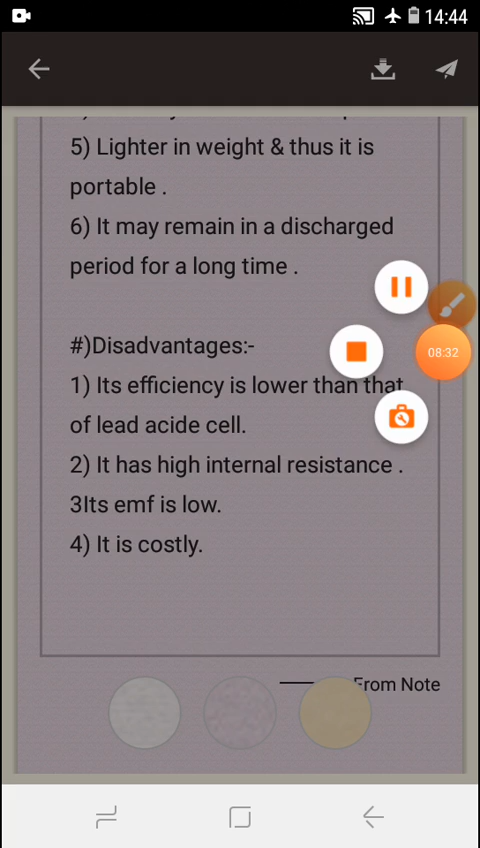 14:44
5) Lighter in weight & thus it is
portable .
6) It may remain in a discharged
period for a long time .
#)Disadvantages:-
08:32
1) Its efficiency is lower than that
of lead acide cell.
2) It has high internal resistance .
3Its emf is low.
4) It is costly.
From Note